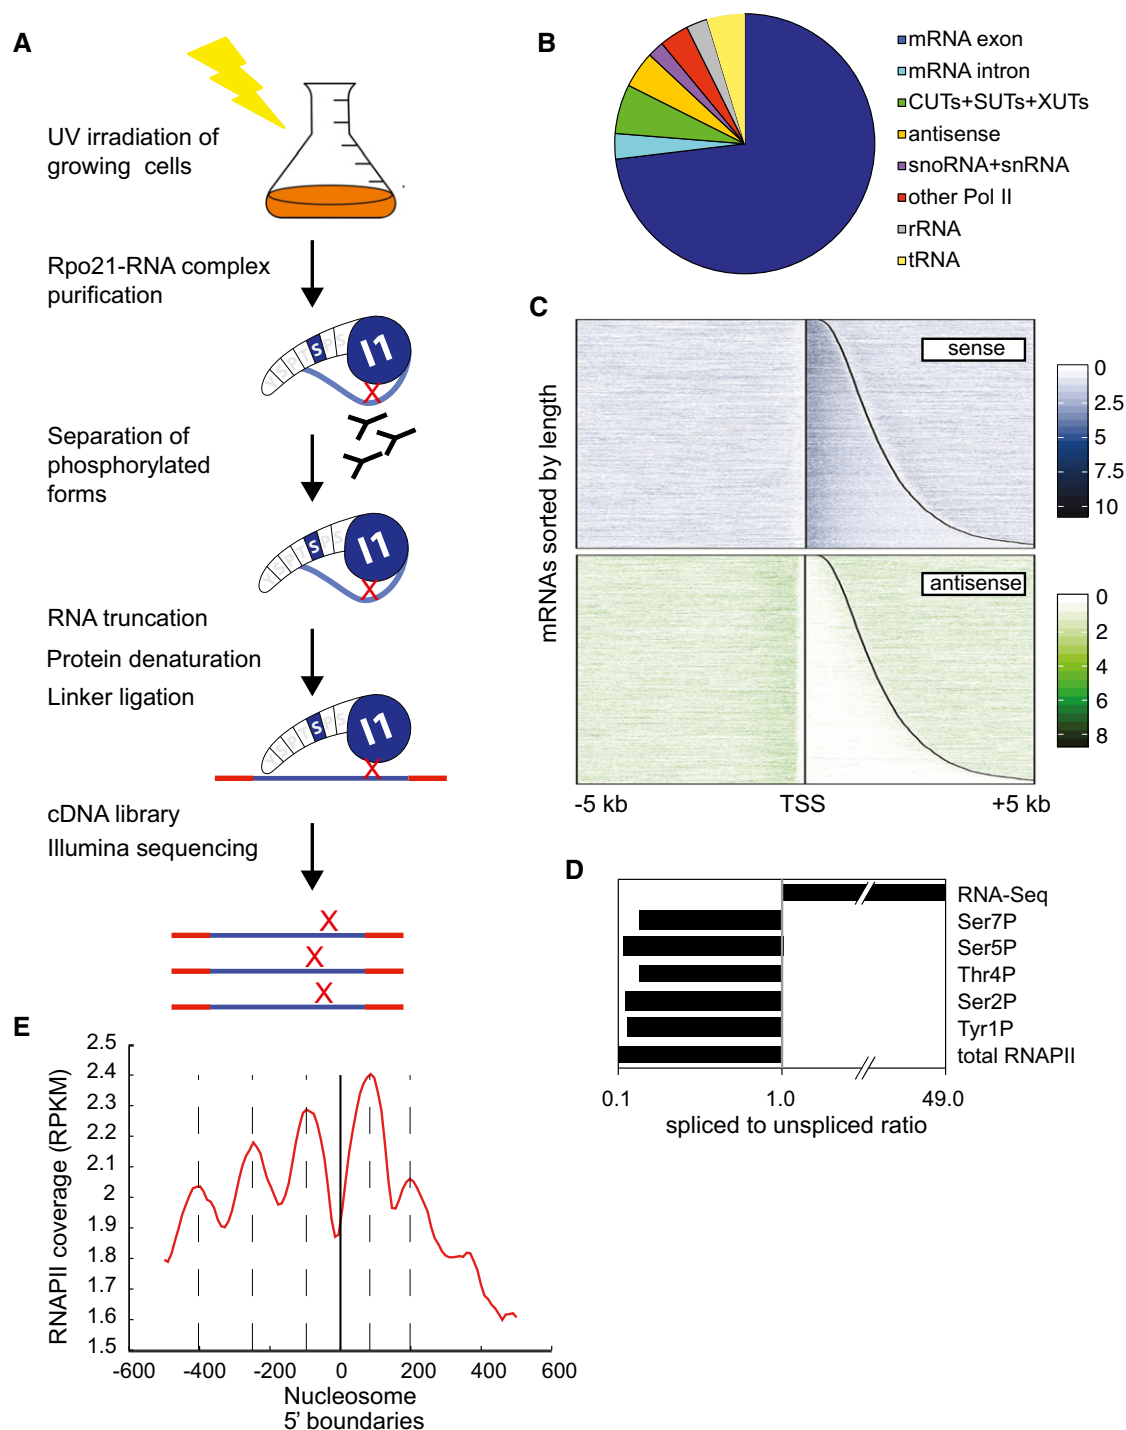 A
UV irradiation of
growing cells
Rpo21-RNA complex
purification
YSPTSPS
I1
Separation of
phosphorylated
forms
YSPTSPS
I1
RNA truncation
Protein denaturation
Linker ligation
YSPTSPS
I1
X
cDNA library
Illumina sequencing
X
X
X
B
mRNA exon
mRNA intron
CUTs+SUTs+XUTs
antisense
snoRNA+snRNA
other Pol II
rRNA
tRNA
C
mRNAs sorted by length
sense
0
2.5
5
7.5
10
antisense
0
2
4
6
8
-5 kb
TSS
+5 kb
D
RNA-Seq
Ser7P
Ser5P
Thr4P
Ser2P
Tyr1P
total RNAPII
0.1
1.0
49.0
spliced to unspliced ratio
E
RNAPII coverage (RPKM)
2.5
2.4
2.3
2.2
2.1
2
1.9
1.8
1.7
1.6
1.5
-600
-400
-200
0
200
400
600
Nucleosome
5' boundaries